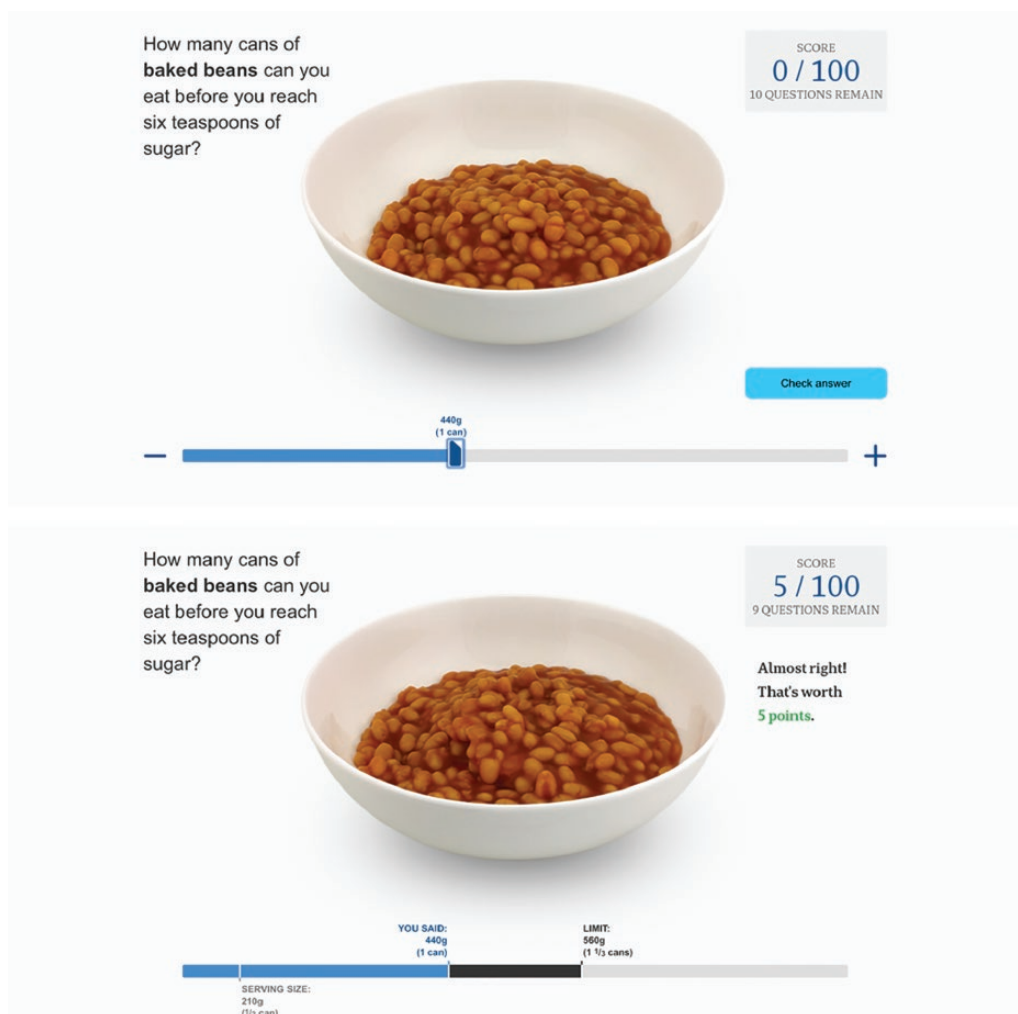 How many cans of
baked beans can you
eat before you reach
six teaspoons of
sugar?
SCORE
0 / 100
10 QUESTIONS REMAIN
Check answer
440g
(1 can)
How many cans of
baked beans can you
eat before you reach
six teaspoons of
sugar?
SCORE
5 / 100
9 QUESTIONS REMAIN
Almost right!
That's worth
5 points.
YOU SAID:
440g
(1 can)
LIMIT:
560g
(1 1/3 cans)
SERVING SIZE:
210g
(1/2 can)